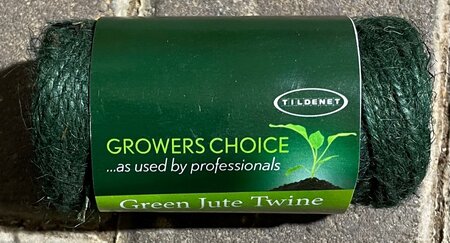 TILDENET
GROWERS CHOICE
...as used by professionals
Green Jute Twine